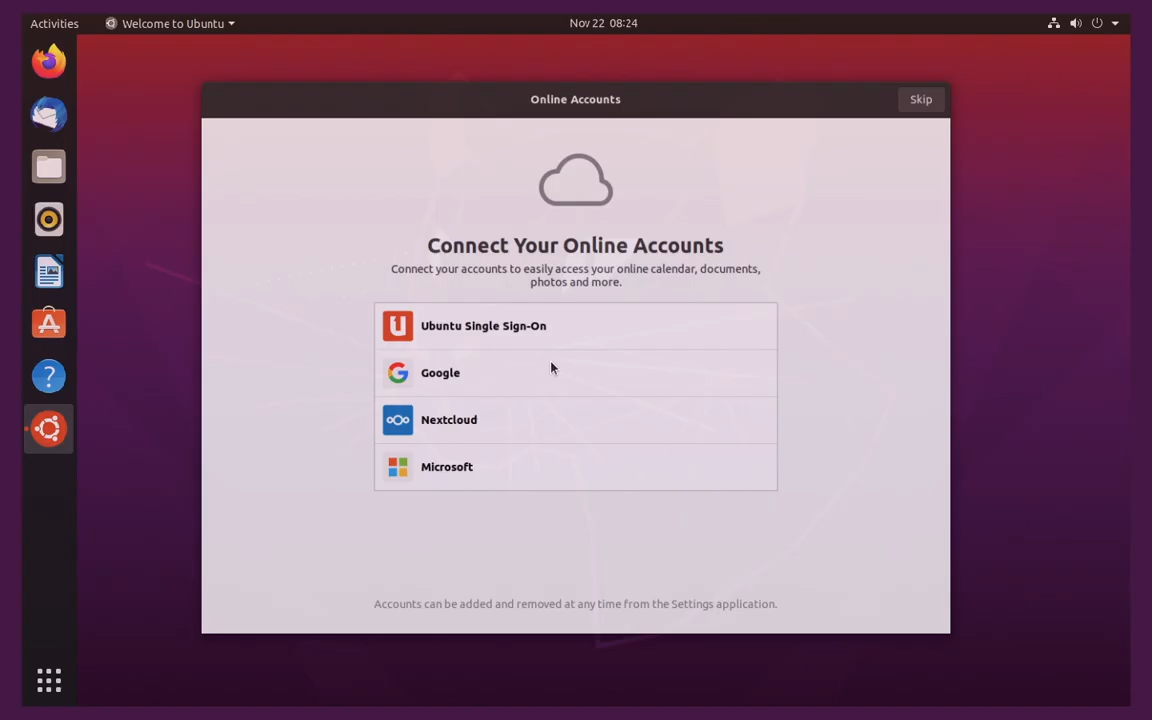 Activities
Welcome to Ubuntu
Nov 22 08:24
Online Accounts
Skip
Connect Your Online Accounts
Connect your accounts to easily access your online calendar, documents,
photos and more.
Ubuntu Single Sign-On
Google
Nextcloud
Microsoft
Accounts can be added and removed at any time from the Settings application.